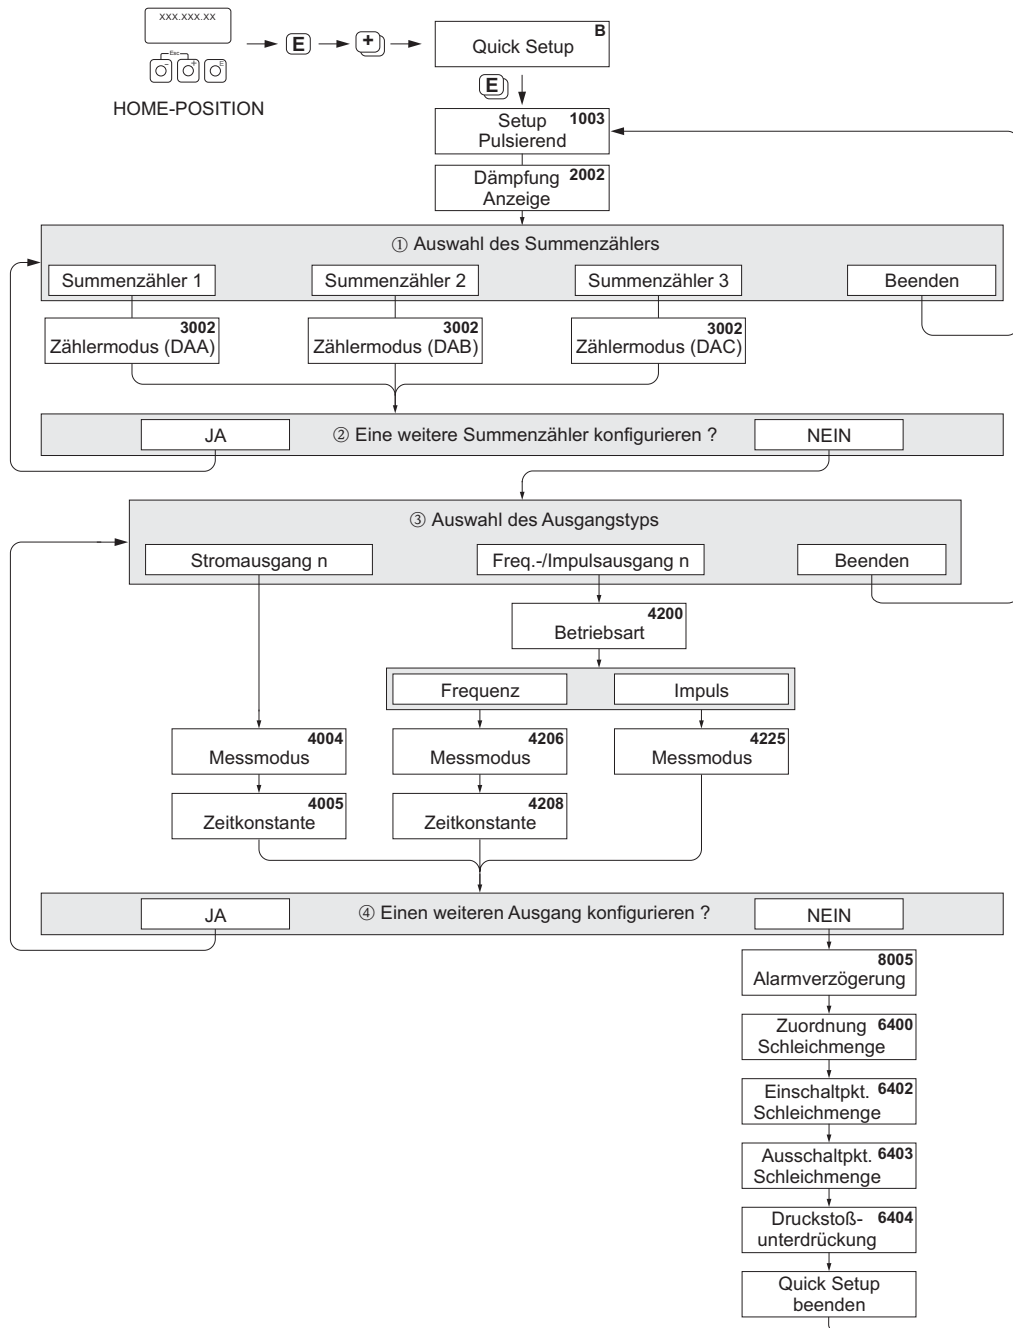 XXX.XXX.XX
Esc
- + E
E
+
B
Quick Setup
HOME-POSITION
E
Setup 1003
Pulsierend
Dämpfung 2002
Anzeige
① Auswahl des Summenzählers
Summenzähler 1
Summenzähler 2
Summenzähler 3
Beenden
3002
Zählermodus (DAA)
3002
Zählermodus (DAB)
3002
Zählermodus (DAC)
JA
② Eine weitere Summenzähler konfigurieren ?
NEIN
③ Auswahl des Ausgangstyps
Stromausgang n
Freq.-/Impulsausgang n
Beenden
4200
Betriebsart
Frequenz
Impuls
4004
Messmodus
4206
Messmodus
4225
Messmodus
4005
Zeitkonstante
4208
Zeitkonstante
JA
④ Einen weiteren Ausgang konfigurieren ?
NEIN
8005
Alarmverzögerung
Zuordnung 6400
Schleichmenge
Einschaltpkt. 6402
Schleichmenge
Ausschaltpkt. 6403
Schleichmenge
Druckstoß- 6404
unterdrückung
Quick Setup
beenden